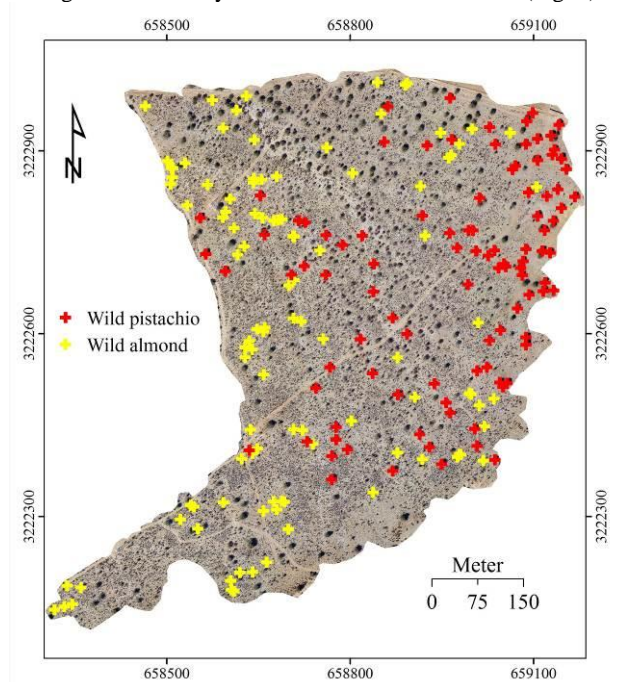 658500 658800 659100
3222900 3222900
N
Wild pistachio
3222600 3222600
Wild almond
3222300 3222300
Meter
0 75 150
658500 658800 659100